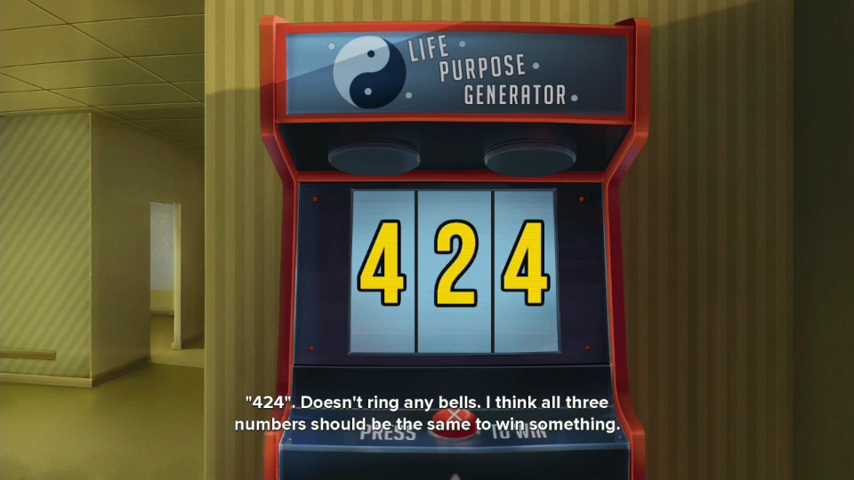 LIFE
PURPOSE
GENERATOR
4 2 4
"424". Doesn't ring any bells. I think all three
numbers should be the same to win something.
PRESS TO WIN